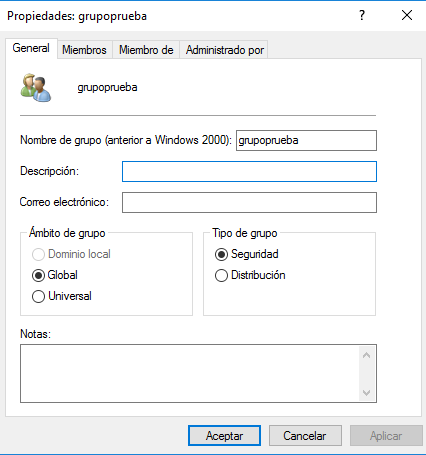 Propiedades: grupoprueba
General Miembros Miembro de Administrado por
grupoprueba
Nombre de grupo (anterior a Windows 2000): grupoprueba
Descripción:
Correo electrónico:
Ámbito de grupo Tipo de grupo
Dominio local Seguridad
Global Distribución
Universal
Notas:
Aceptar Cancelar Aplicar